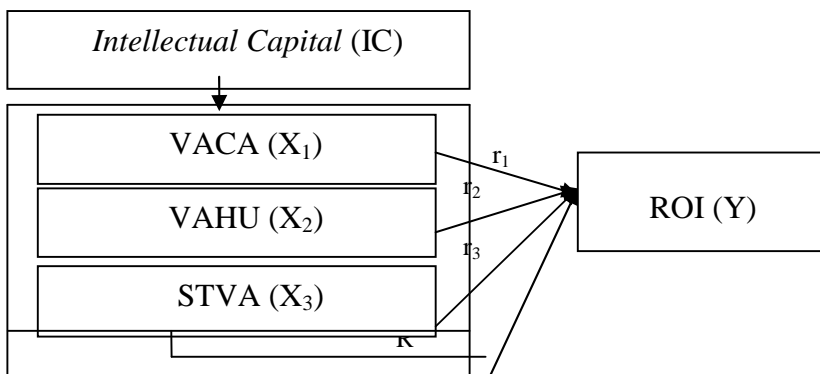 Intellectual Capital (IC)
VACA (X₁)
r₁
r₂
VAHU (X₂)
ROI (Y)
r₃
STVA (X₃)
R